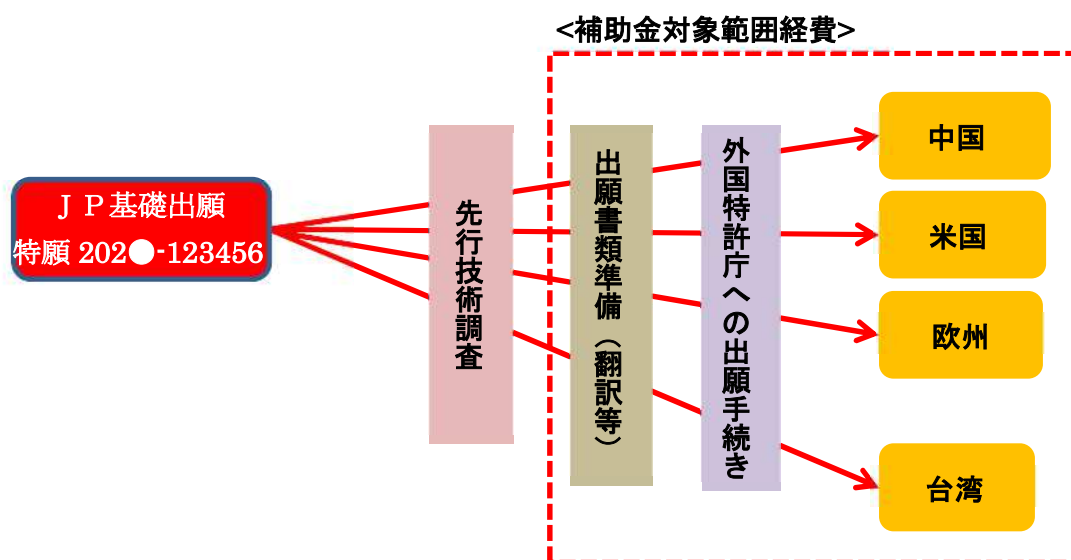 <補助金対象範囲経費>
ＪＰ基礎出願
特願 202●-123456
先行技術調査
出願書類準備（翻訳等）
外国特許庁への出願手続き
中国
米国
欧州
台湾